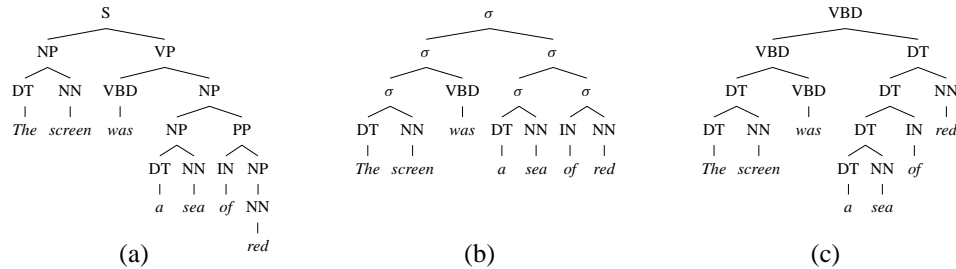 S σ VBD
NP VP σ σ VBD DT
DT NN VBD NP σ VBD σ σ DT VBD DT NN
The screen was NP PP DT NN was DT NN IN NN DT NN was DT IN red
DT NN IN NP The screen a sea of red The screen DT NN of
a sea of NN a sea
red
(a) (b) (c)